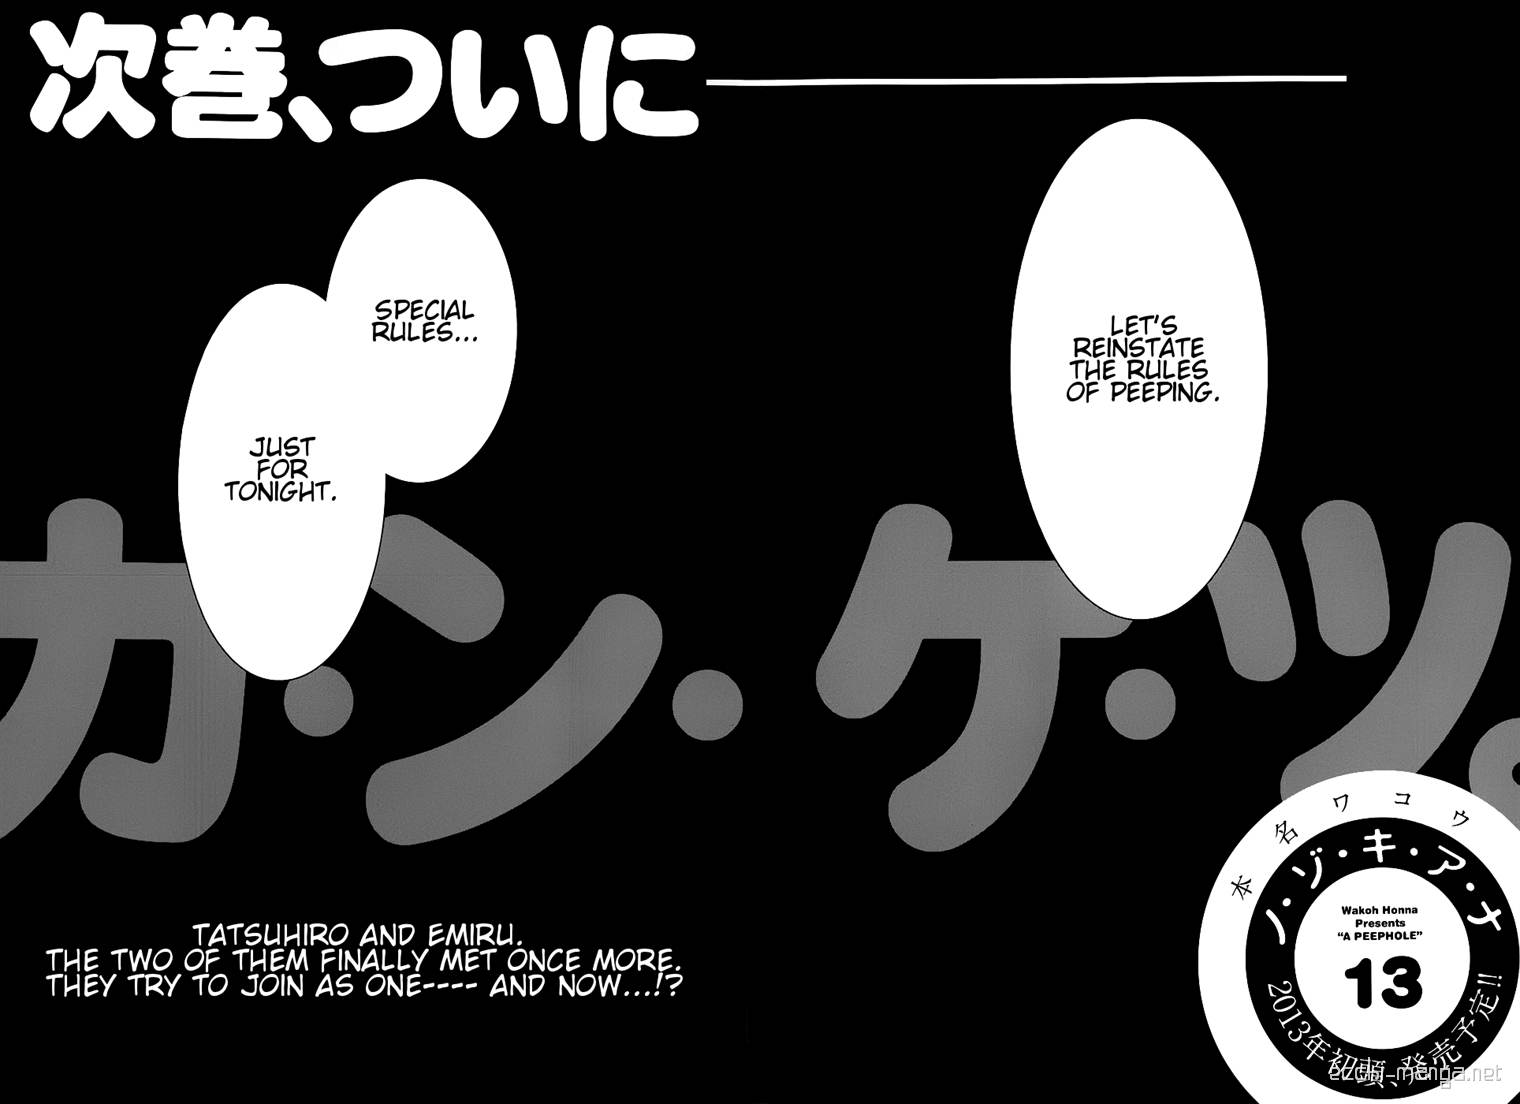 次巻、ついに
LET'S
REINSTATE
THE RULES
OF PEEPING.
SPECIAL
RULES...
JUST
FOR
TONIGHT.
カ・ン・ケ・ツ。
TATSUHIRO AND EMIRU.
THE TWO OF THEM FINALLY MET ONCE MORE.
THEY TRY TO JOIN AS ONE---- AND NOW...!?
本名ワコウ
ノ・ゾ・キ・ア・ナ
Wakoh Honna
Presents
"A PEEPHOLE"
13
2013年初頭、発売予定!!